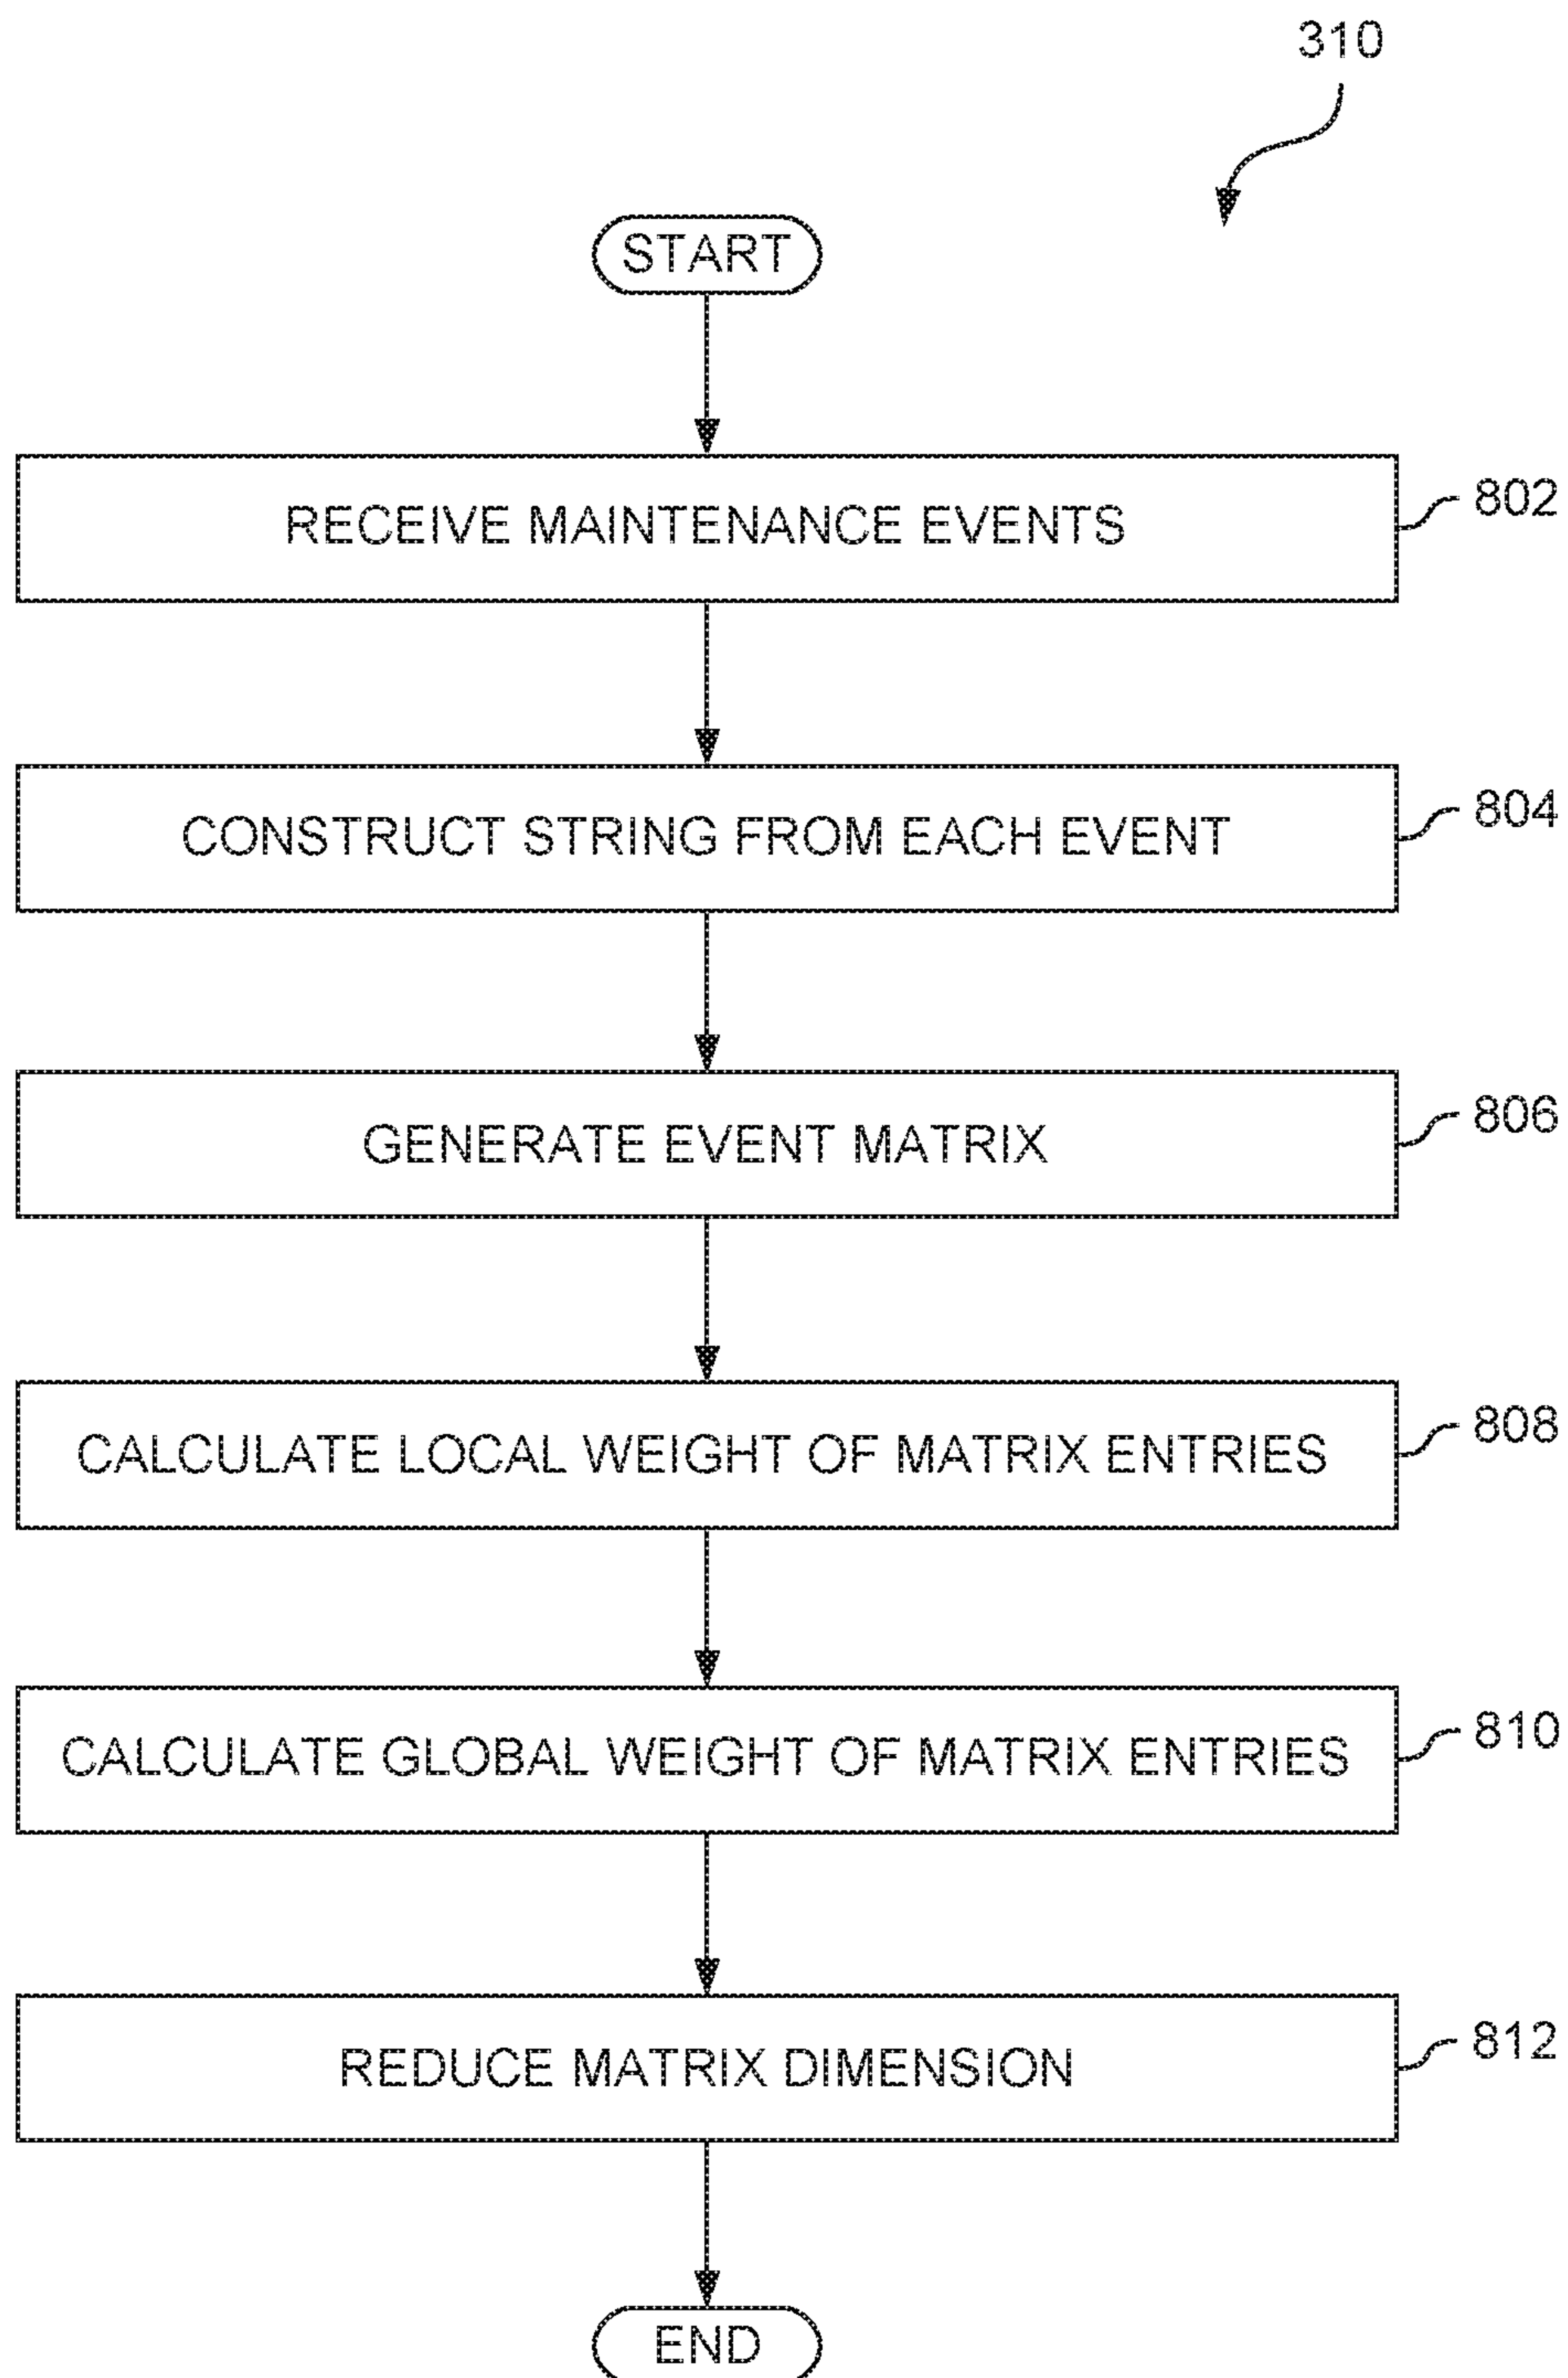 310
START
RECEIVE MAINTENANCE EVENTS
802
CONSTRUCT STRING FROM EACH EVENT
804
GENERATE EVENT MATRIX
806
CALCULATE LOCAL WEIGHT OF MATRIX ENTRIES
808
CALCULATE GLOBAL WEIGHT OF MATRIX ENTRIES
810
REDUCE MATRIX DIMENSION
812
END